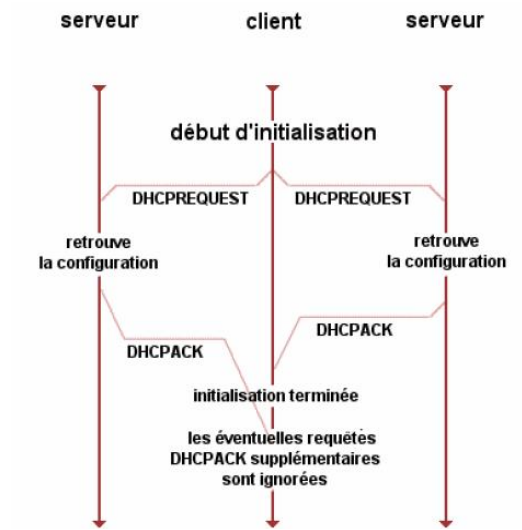 serveur client serveur
début d'initialisation
DHCPREQUEST DHCPREQUEST
retrouve
la configuration
retrouve
la configuration
DHCPACK
DHCPACK
initialisation terminée
les éventuelles requêtes
DHCPACK supplémentaires
sont ignorées